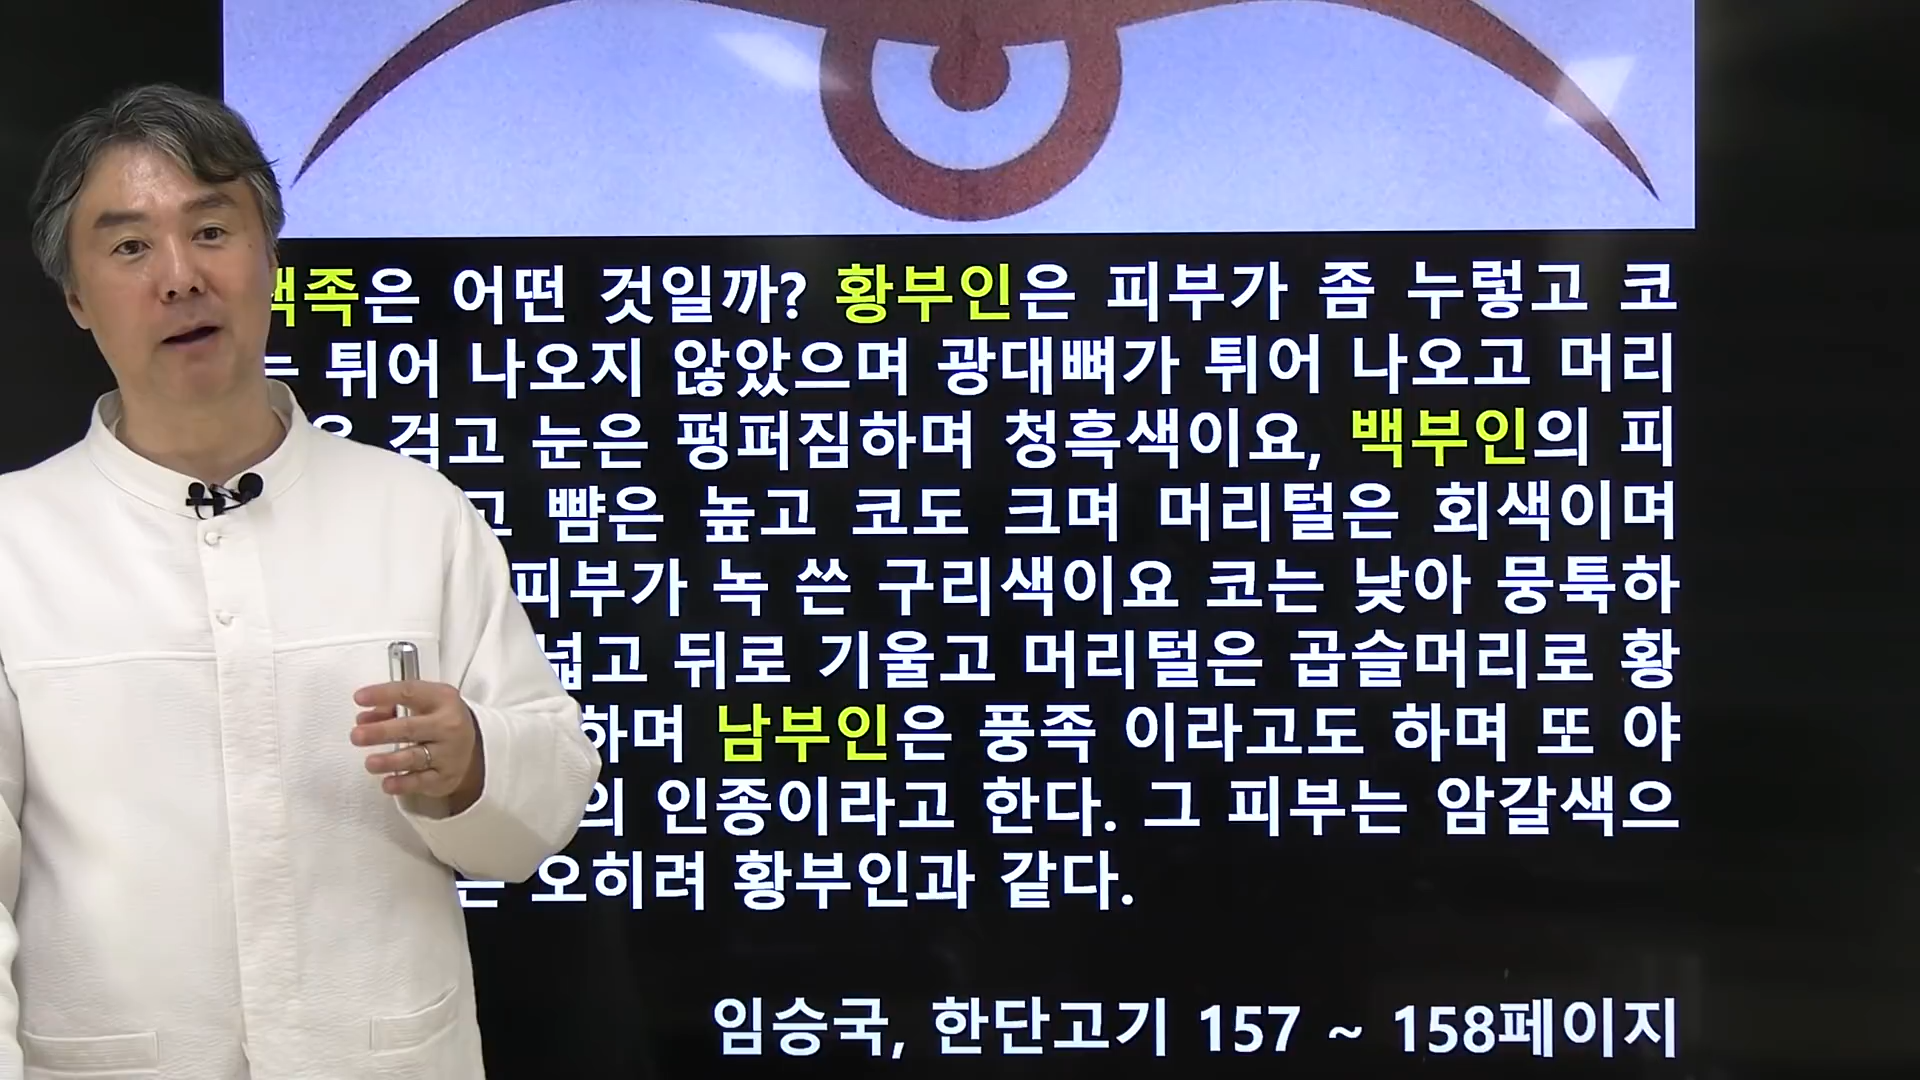 족은 어떤 것일까? 황부인은 피부가 좀 누렇고 코
튀어 나오지 않았으며 광대뼈가 튀어 나오고 머리
검고 눈은 펑퍼짐하며 청흑색이요, 백부인의 피
고 뺨은 높고 코도 크며 머리털은 회색이며
피부가 녹 쓴 구리색이요 코는 낮아 뭉툭하
넓고 뒤로 기울고 머리털은 곱슬머리로 황
하며 남부인은 풍족 이라고도 하며 또 야
의 인종이라고 한다. 그 피부는 암갈색으
는 오히려 황부인과 같다.
임승국, 한단고기 157 ~ 158페이지